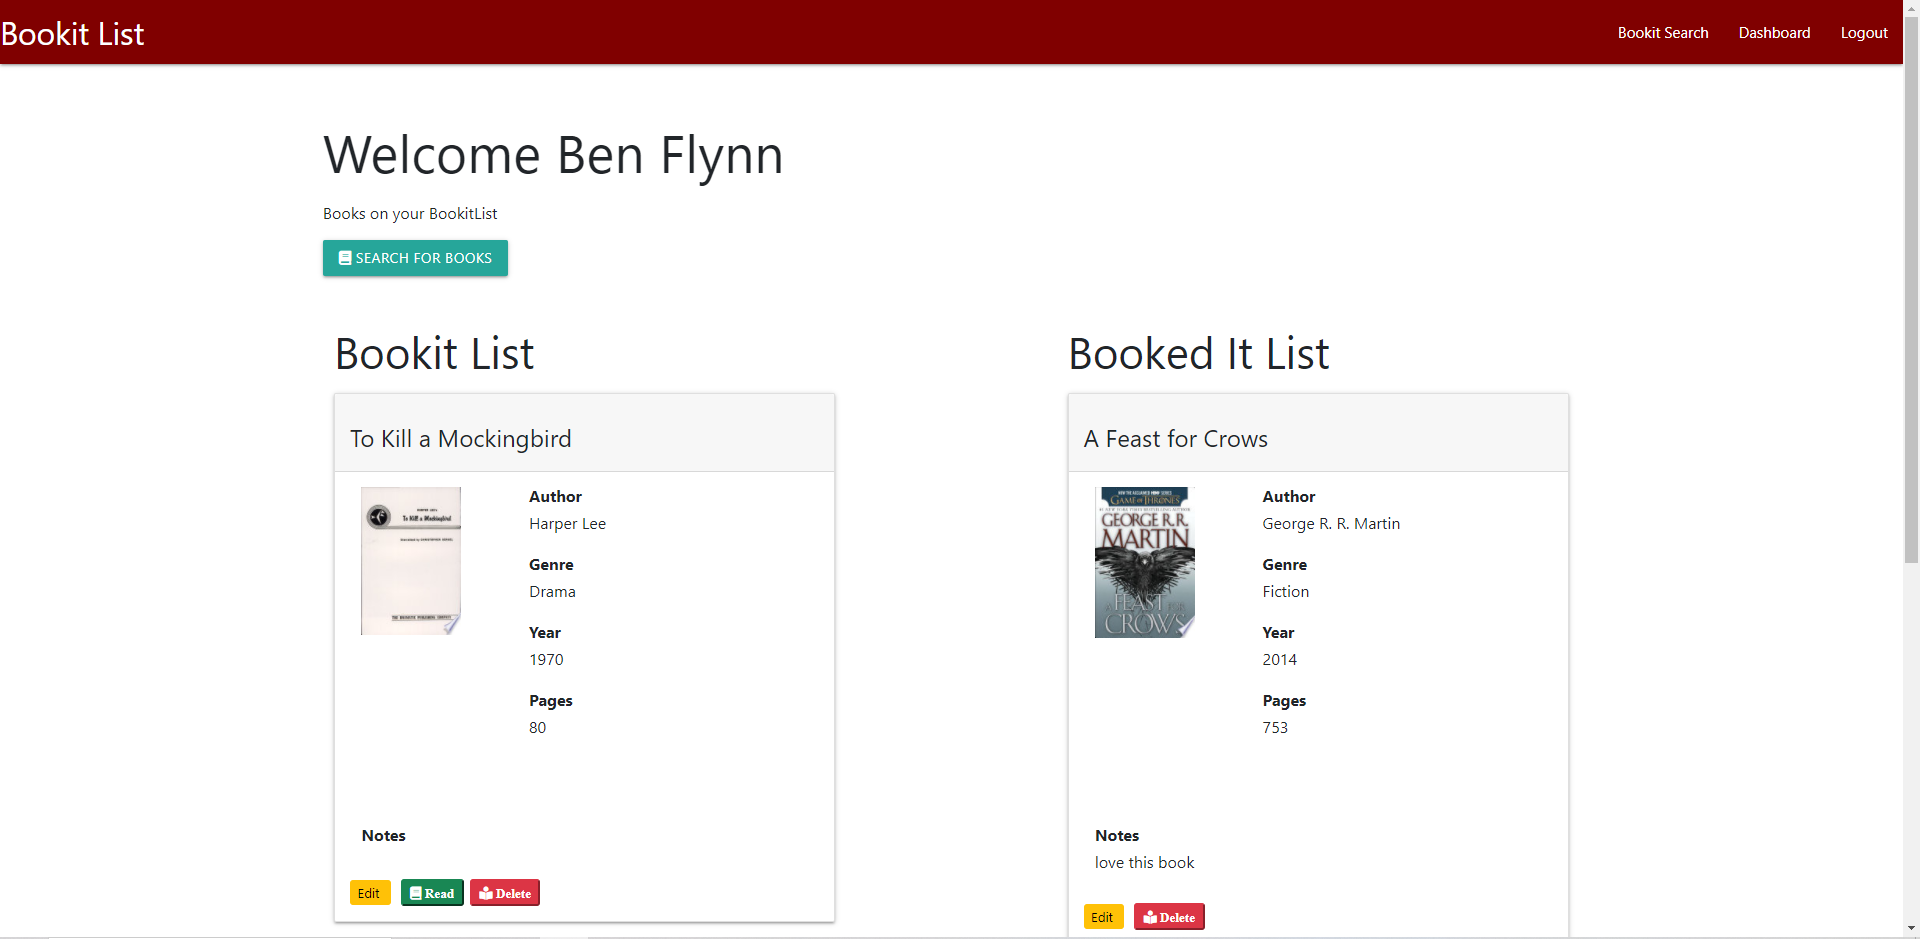 Bookit List
Bookit Search Dashboard Logout
Welcome Ben Flynn
Books on your BookitList
SEARCH FOR BOOKS
Bookit List
To Kill a Mockingbird
To Kill a Mockingbird
Author
Harper Lee
Genre
Drama
Year
1970
Pages
80
Notes
Edit Read Delete
Booked It List
A Feast for Crows
GAME OF THRONES
GEORGE R.R.
MARTIN
A FEAST FOR
CROWS
Author
George R. R. Martin
Genre
Fiction
Year
2014
Pages
753
Notes
love this book
Edit Delete